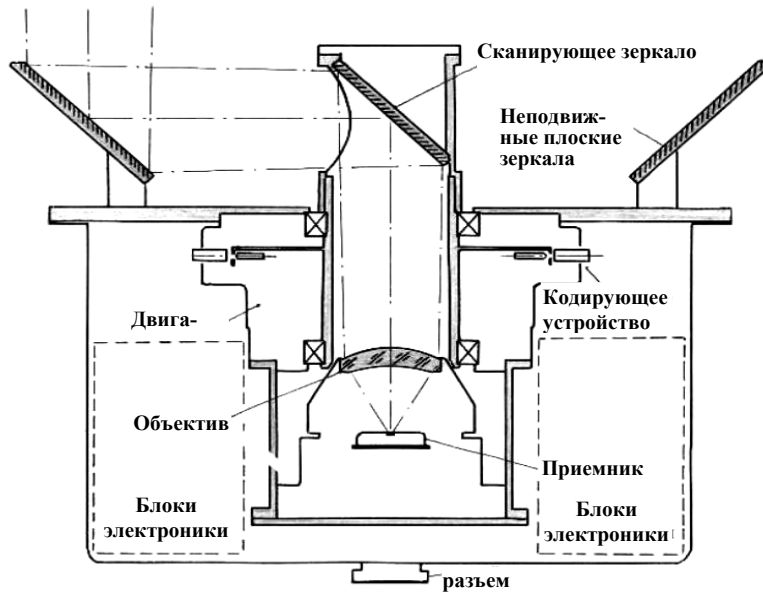 Сканирующее зеркало
Неподвиж-
ные плоские
зеркала
Кодирующее
устройство
Двига-
Объектив
Приемник
Блоки
электроники
Блоки
электроники
разъем